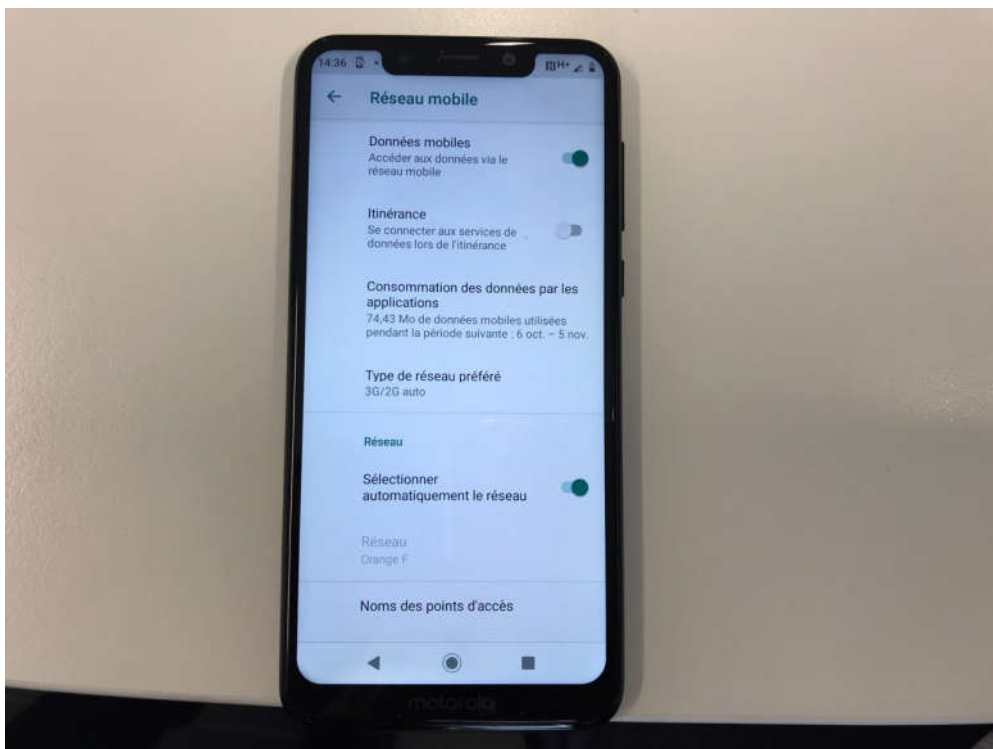 14:36 H+
Réseau mobile
Données mobiles
Accéder aux données via le
réseau mobile
Itinérance
Se connecter aux services de
données lors de l'itinérance
Consommation des données par les
applications
74,43 Mo de données mobiles utilisées
pendant la période suivante : 6 oct. – 5 nov.
Type de réseau préféré
3G/2G auto
Réseau
Sélectionner
automatiquement le réseau
Réseau
Orange F
Noms des points d'accès
motorola